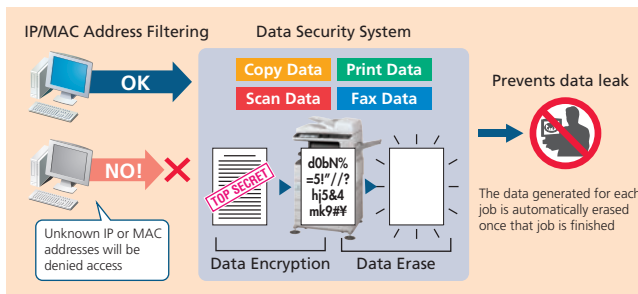 IP/MAC Address Filtering
Data Security System
OK
NO!
Unknown IP or MAC
addresses will be
denied access
Copy Data
Print Data
Scan Data
Fax Data
TOP SECRET
d0bN%
=5!"//?
hj5&4
mk9#¥
Data Encryption
Data Erase
Prevents data leak
The data generated for each
job is automatically erased
once that job is finished